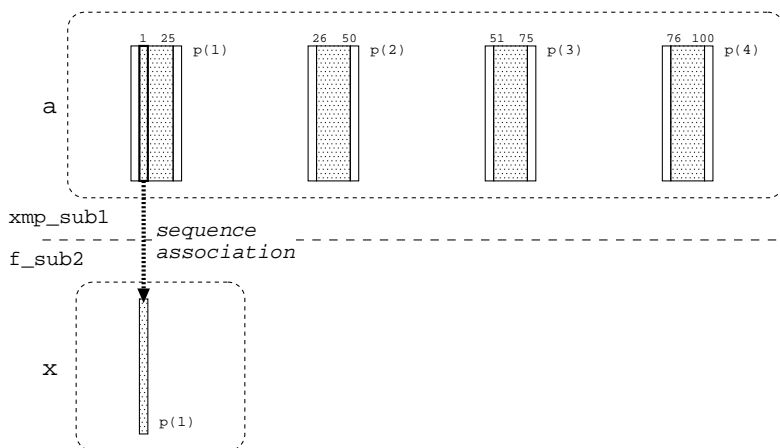 1 25 26 50 51 75 76 100
p(1) p(2) p(3) p(4)
a
xmp_sub1
sequence
association
f_sub2
x
p(1)